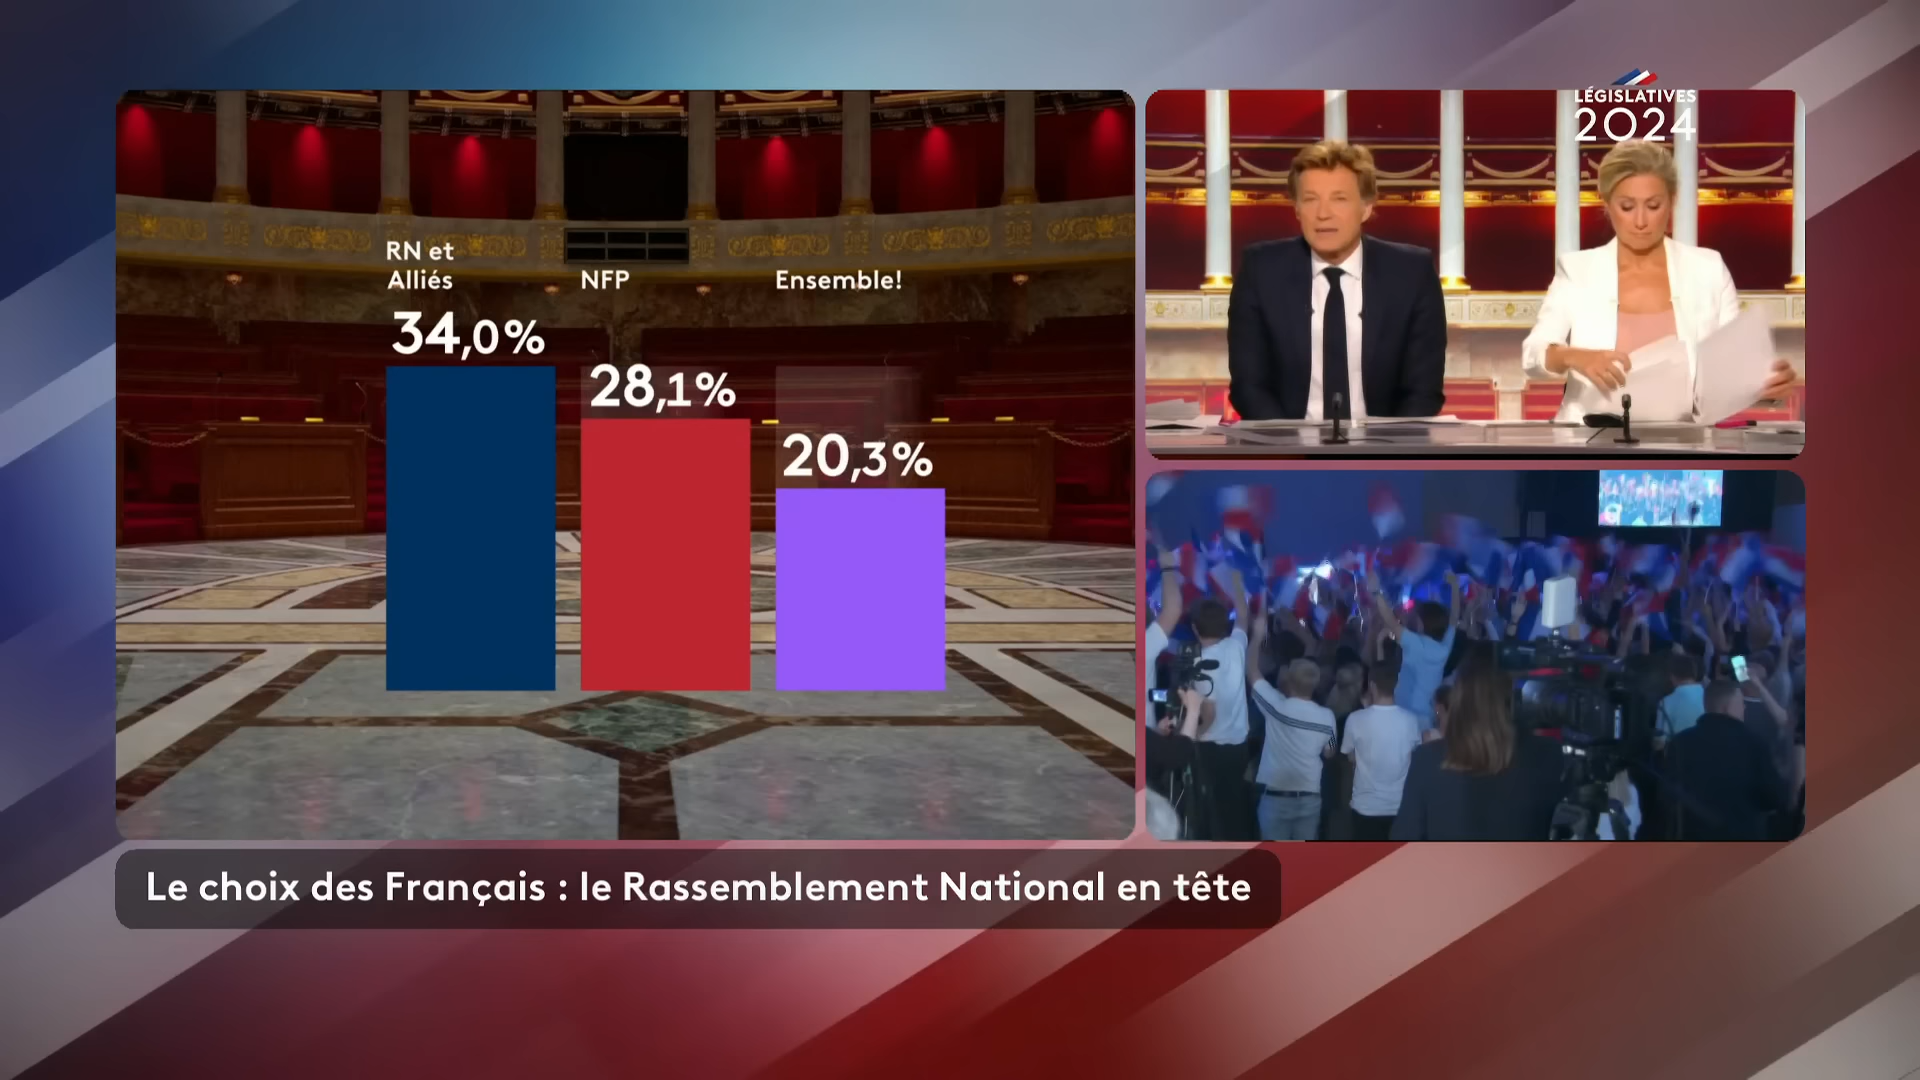 RN et
Alliés
34,0%
NFP
28,1%
Ensemble!
20,3%
LÉGISLATIVES
2024
Le choix des Français : le Rassemblement National en tête